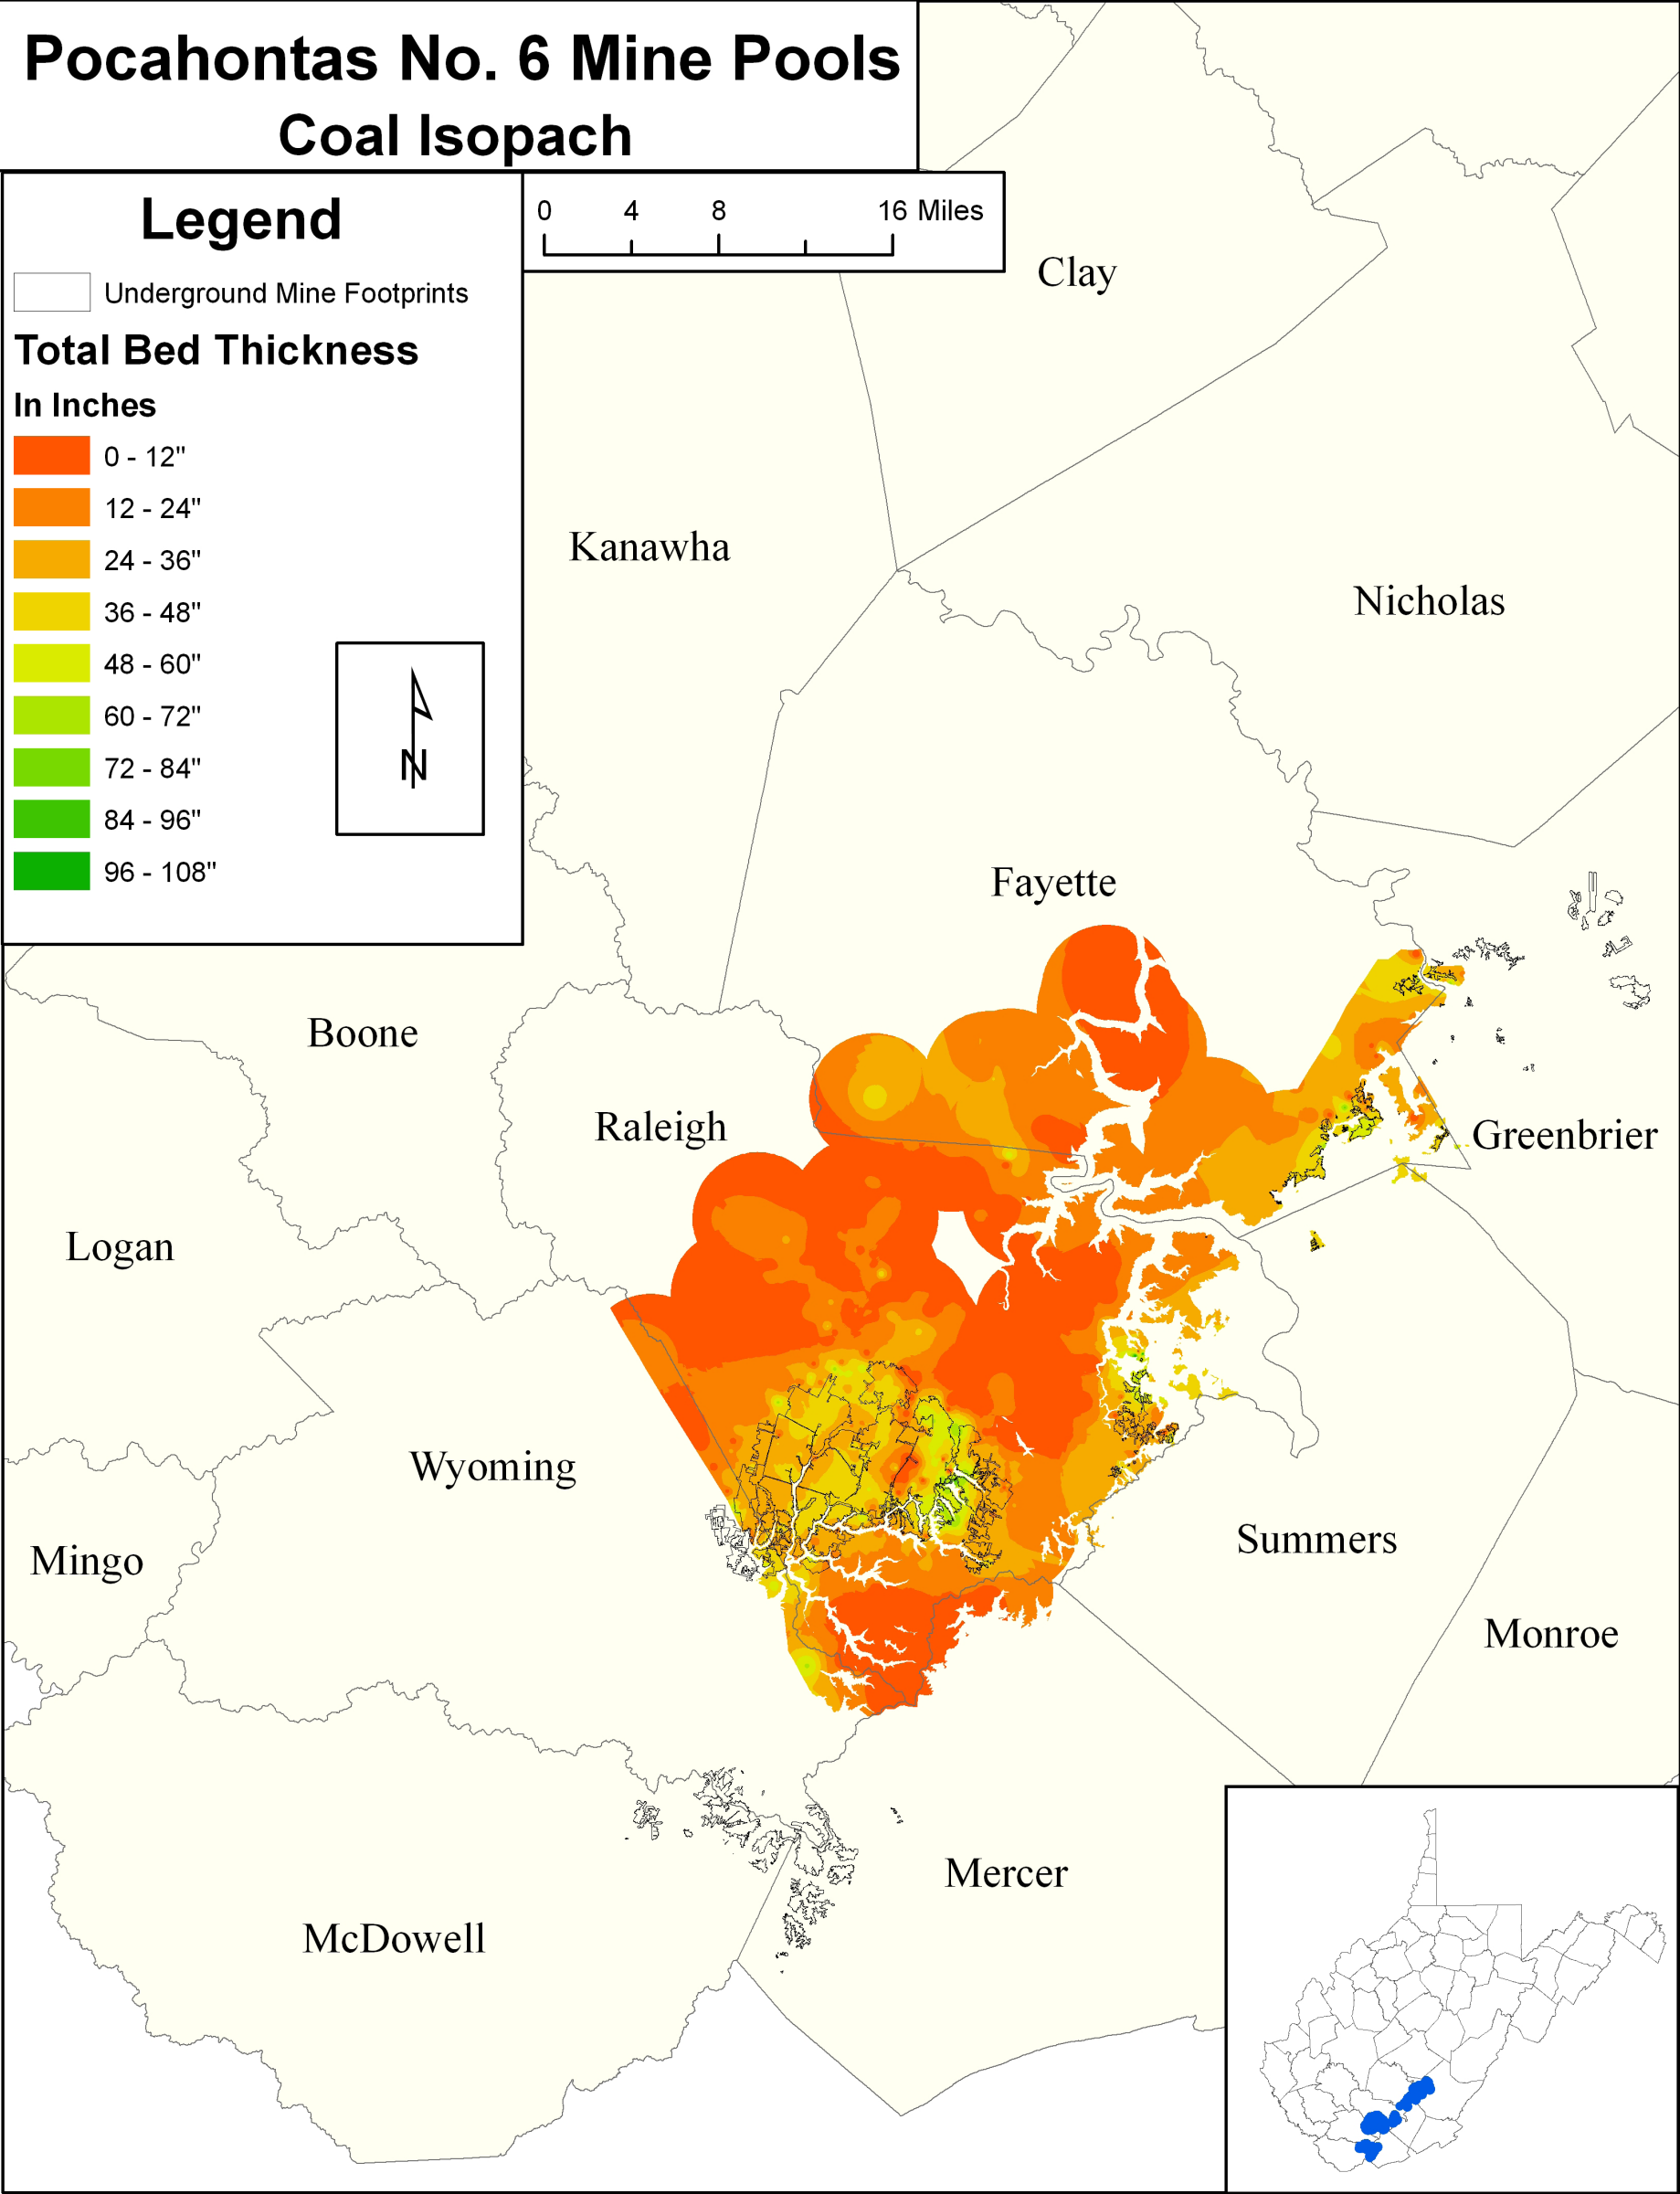 Pocahontas No. 6 Mine Pools
Coal Isopach
Legend
Underground Mine Footprints
Total Bed Thickness
In Inches
0 - 12"
12 - 24"
24 - 36"
36 - 48"
48 - 60"
60 - 72"
72 - 84"
84 - 96"
96 - 108"
N
0 4 8 16 Miles
Clay
Kanawha
Nicholas
Fayette
Boone
Raleigh
Greenbrier
Logan
Wyoming
Summers
Mingo
Monroe
Mercer
McDowell